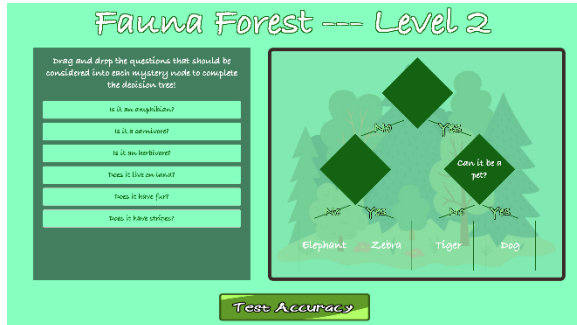 Fauna Forest --- Level 2
Drag and drop the questions that should be
considered into each mystery node to complete
the decision tree!
Is it an amphibian?
Is it a carnivore?
Is it an herbivore?
Does it live on land?
Does it have fur?
Does it have stripes?
No
Yes
Can it be a
pet?
No
Yes
No
Yes
Elephant
Zebra
Tiger
Dog
Test Accuracy